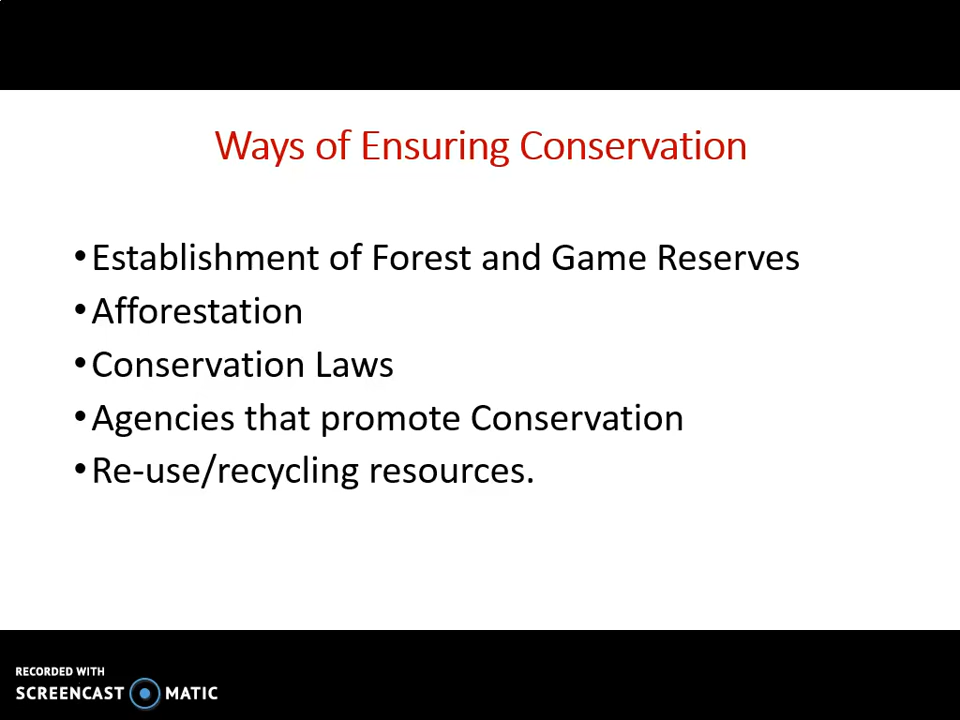 Ways of Ensuring Conservation
•Establishment of Forest and Game Reserves
•Afforestation
•Conservation Laws
•Agencies that promote Conservation
•Re-use/recycling resources.
RECORDED WITH
SCREENCAST MATIC